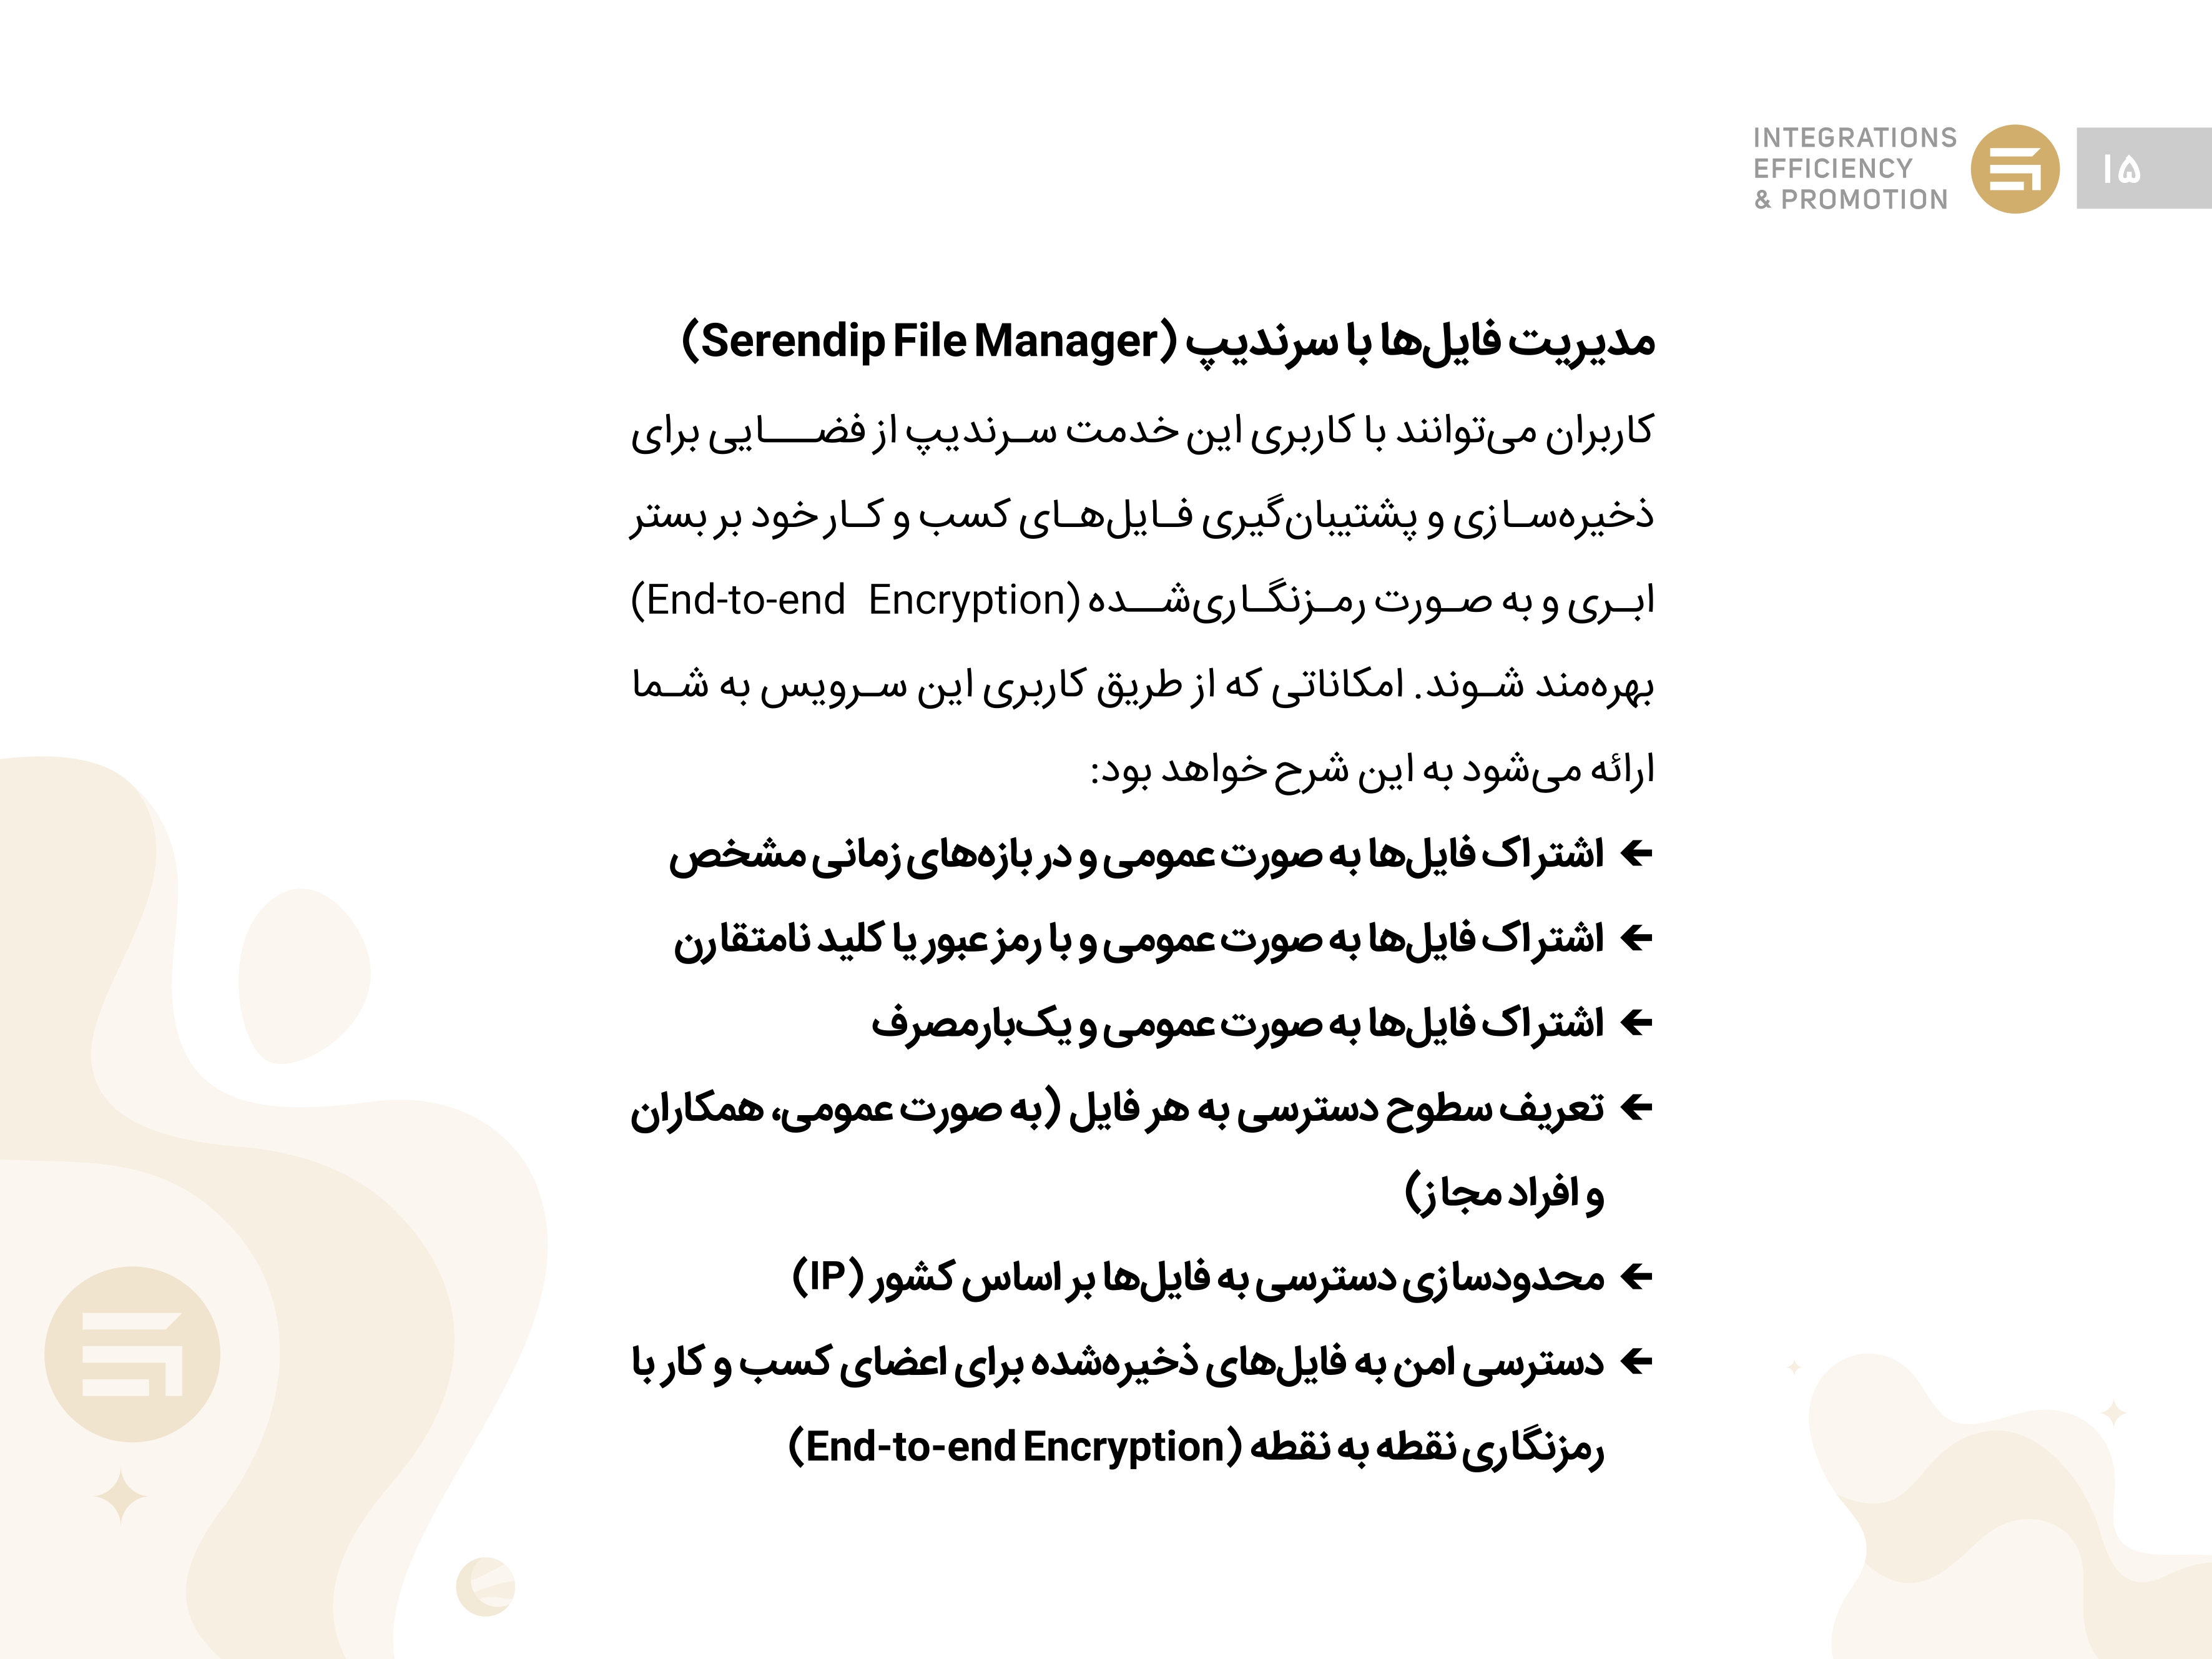 INTEGRATIONS
EFFICIENCY
& PROMOTION
۱۵
مدیریت فایل‌ها با سرندیپ (Serendip File Manager)
کاربران می‌توانند با کاربری این خدمت سرندیپ از فضایی برای
ذخیره‌سازی و پشتیبان‌گیری فایل‌های کسب و کار خود بر بستر
ابری و به صورت رمزنگاری‌شده (End-to-end Encryption)
بهره‌مند شوند. امکاناتی که از طریق کاربری این سرویس به شما
ارائه می‌شود به این شرح خواهد بود:
← اشتراک فایل‌ها به صورت عمومی و در بازه‌های زمانی مشخص
← اشتراک فایل‌ها به صورت عمومی و با رمز عبور یا کلید نامتقارن
← اشتراک فایل‌ها به صورت عمومی و یک‌بارمصرف
← تعریف سطوح دسترسی به هر فایل (به صورت عمومی، همکاران
و افراد مجاز)
← محدودسازی دسترسی به فایل‌ها بر اساس کشور (IP)
← دسترسی امن به فایل‌های ذخیره‌شده برای اعضای کسب و کار با
رمزنگاری نقطه به نقطه (End-to-end Encryption)